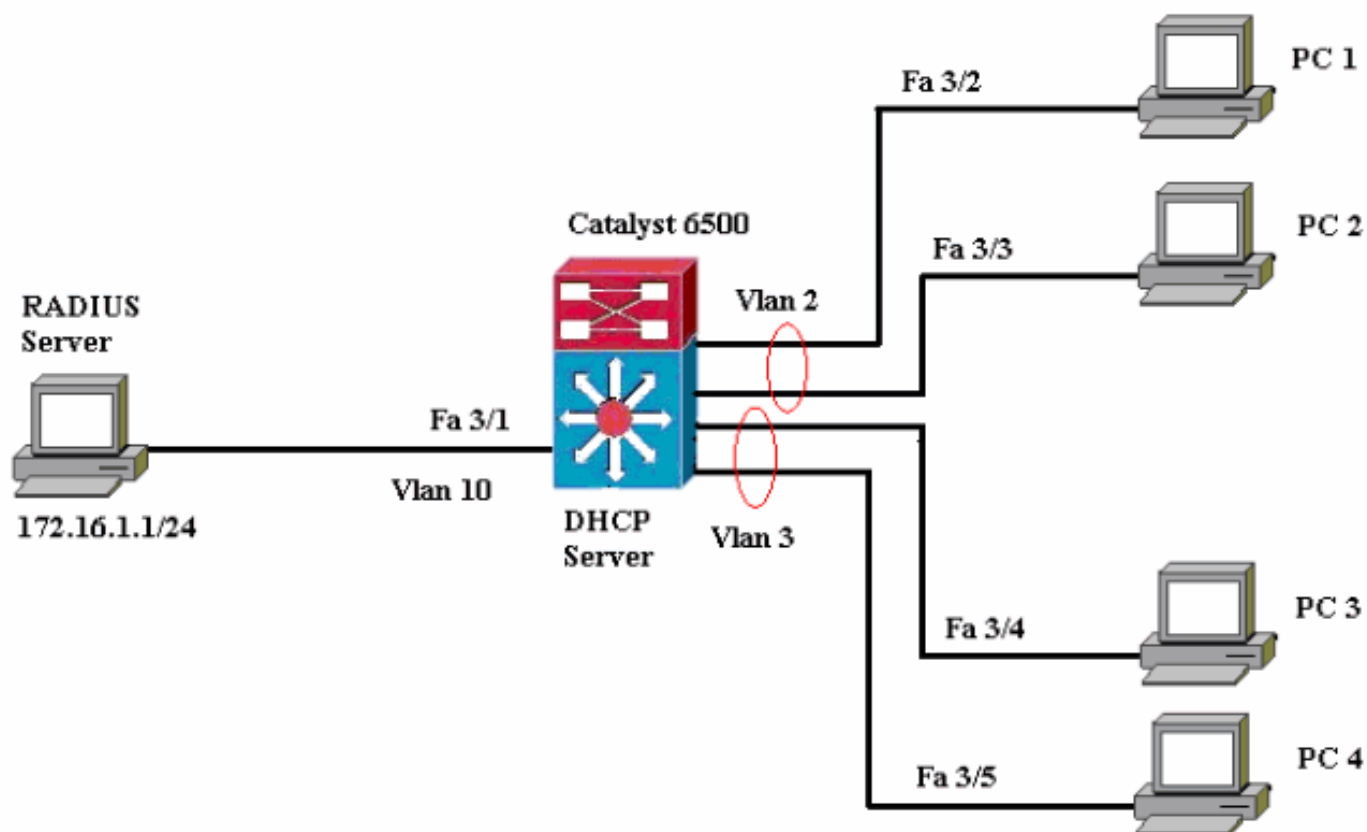 PC 1
Fa 3/2
PC 2
Catalyst 6500
Fa 3/3
Vlan 2
RADIUS
Server
Fa 3/1
Vlan 10
172.16.1.1/24
DHCP
Server
Vlan 3
PC 3
Fa 3/4
PC 4
Fa 3/5